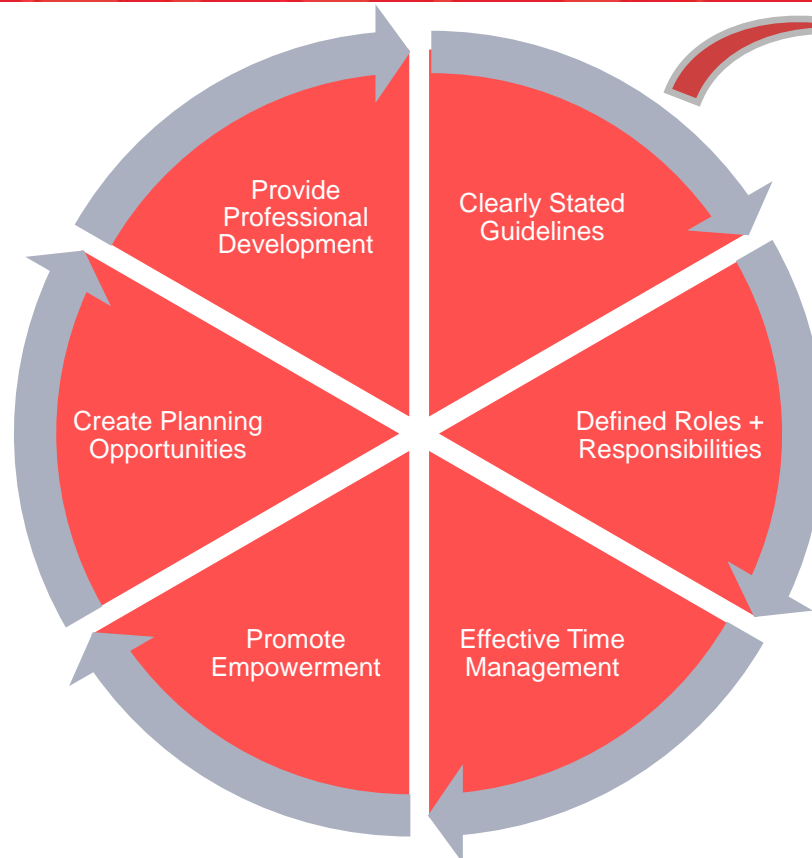 Clearly Stated
Guidelines
Defined Roles +
Responsibilities
Effective Time
Management
Promote
Empowerment
Create Planning
Opportunities
Provide
Professional
Development